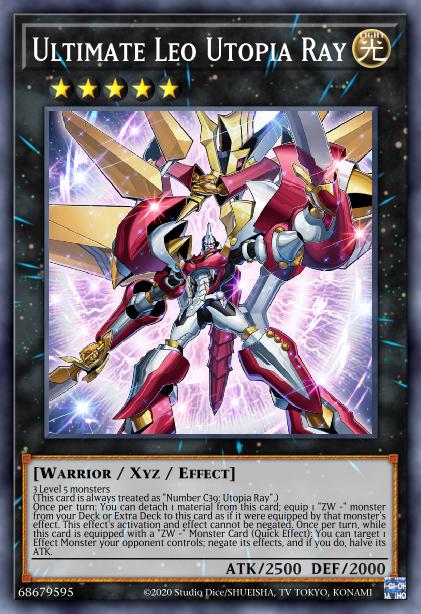 ULTIMATE LEO UTOPIA RAY
LIGHT
光
[WARRIOR / XYZ / EFFECT]
3 Level 5 monsters
(This card is always treated as "Number C39: Utopia Ray".)
Once per turn: You can detach 1 material from this card; equip 1 "ZW -" monster
from your Deck or Extra Deck to this card as if it were equipped by that monster's
effect. This effect's activation and effect cannot be negated. Once per turn, while
this card is equipped with a "ZW -" Monster Card (Quick Effect): You can target 1
Effect Monster your opponent controls; negate its effects, and if you do, halve its
ATK.
ATK/2500 DEF/2000
68679595
©2020 Studio Dice/SHUEISHA, TV TOKYO, KONAMI